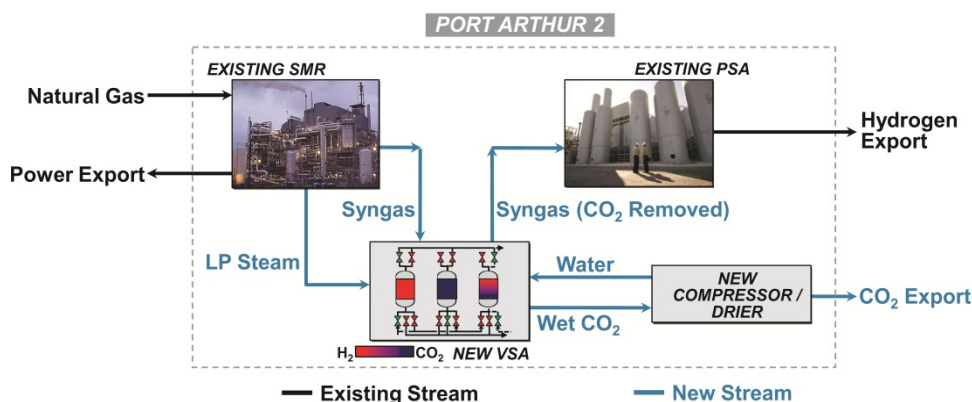 PORT ARTHUR 2
EXISTING SMR
EXISTING PSA
Natural Gas
Hydrogen
Export
Power Export
Syngas
Syngas (CO₂ Removed)
LP Steam
Water
NEW
COMPRESSOR /
DRIER
CO₂ Export
Wet CO₂
H₂
CO₂
NEW VSA
Existing Stream
New Stream